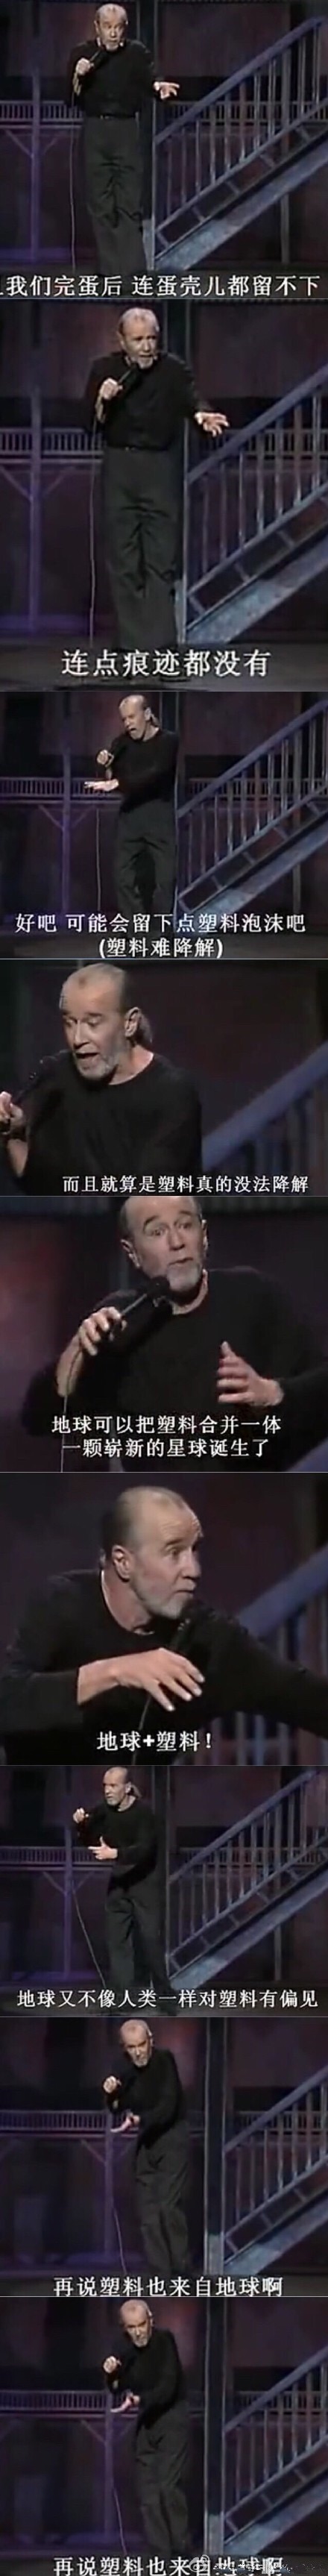 我们完蛋后 连蛋壳儿都留不下
连点痕迹都没有
好吧 可能会留下点塑料泡沫吧
(塑料难降解)
而且就算是塑料真的没法降解
地球可以把塑料合并一体
一颗崭新的星球诞生了
地球+塑料!
地球又不像人类一样对塑料有偏见
再说塑料也来自地球啊
再说塑料也来自地球啊